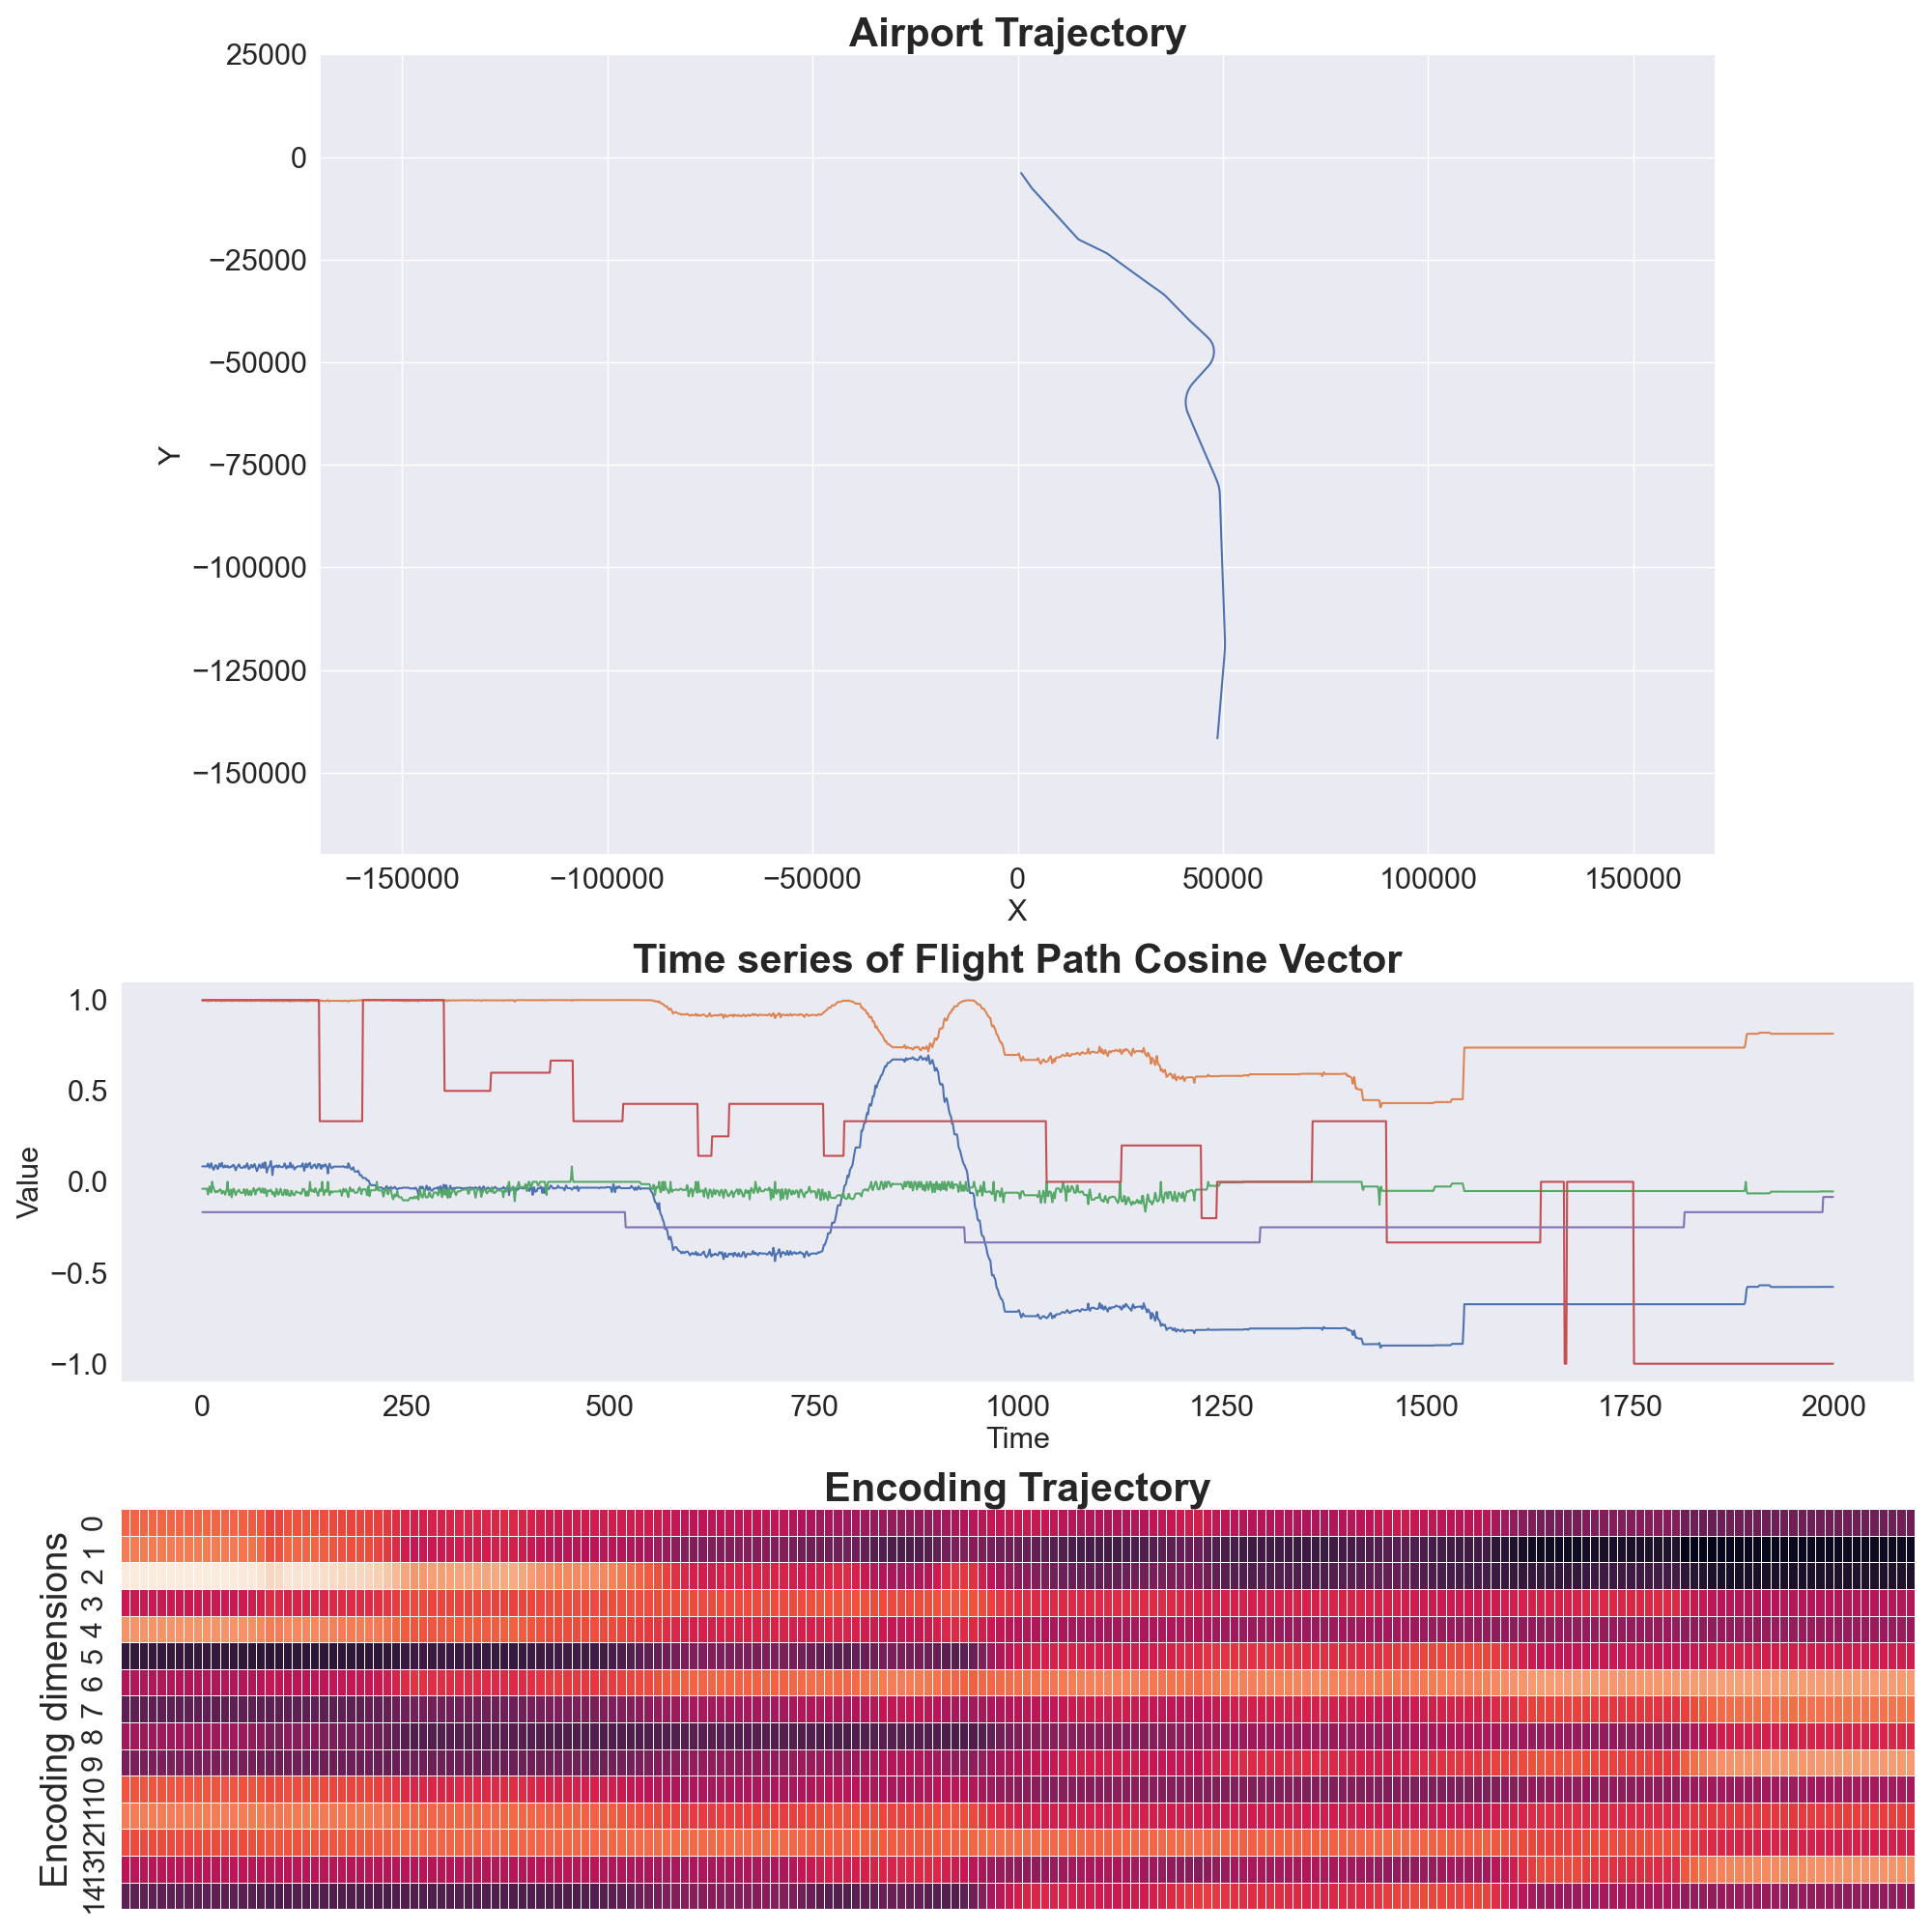 Airport Trajectory
25000
0
−25000
−50000
−75000
−100000
−125000
−150000
Y
−150000 −100000 −50000 0 50000 100000 150000
X
Time series of Flight Path Cosine Vector
1.0
0.5
0.0
−0.5
−1.0
Value
0 250 500 750 1000 1250 1500 1750 2000
Time
Encoding Trajectory
Encoding dimensions
0
1
2
3
4
5
6
7
8
9
10
11
12
13
14